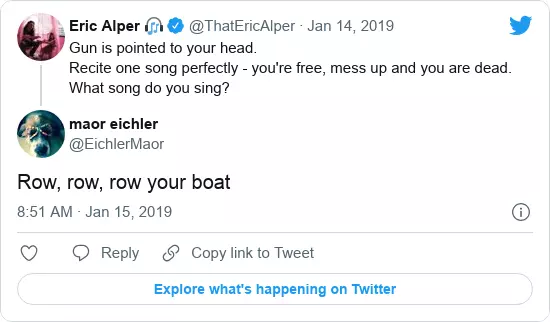 Eric Alper @ThatEricAlper · Jan 14, 2019
Gun is pointed to your head.
Recite one song perfectly - you're free, mess up and you are dead.
What song do you sing?
maor eichler
@EichlerMaor
Row, row, row your boat
8:51 AM · Jan 15, 2019
Reply Copy link to Tweet
Explore what's happening on Twitter